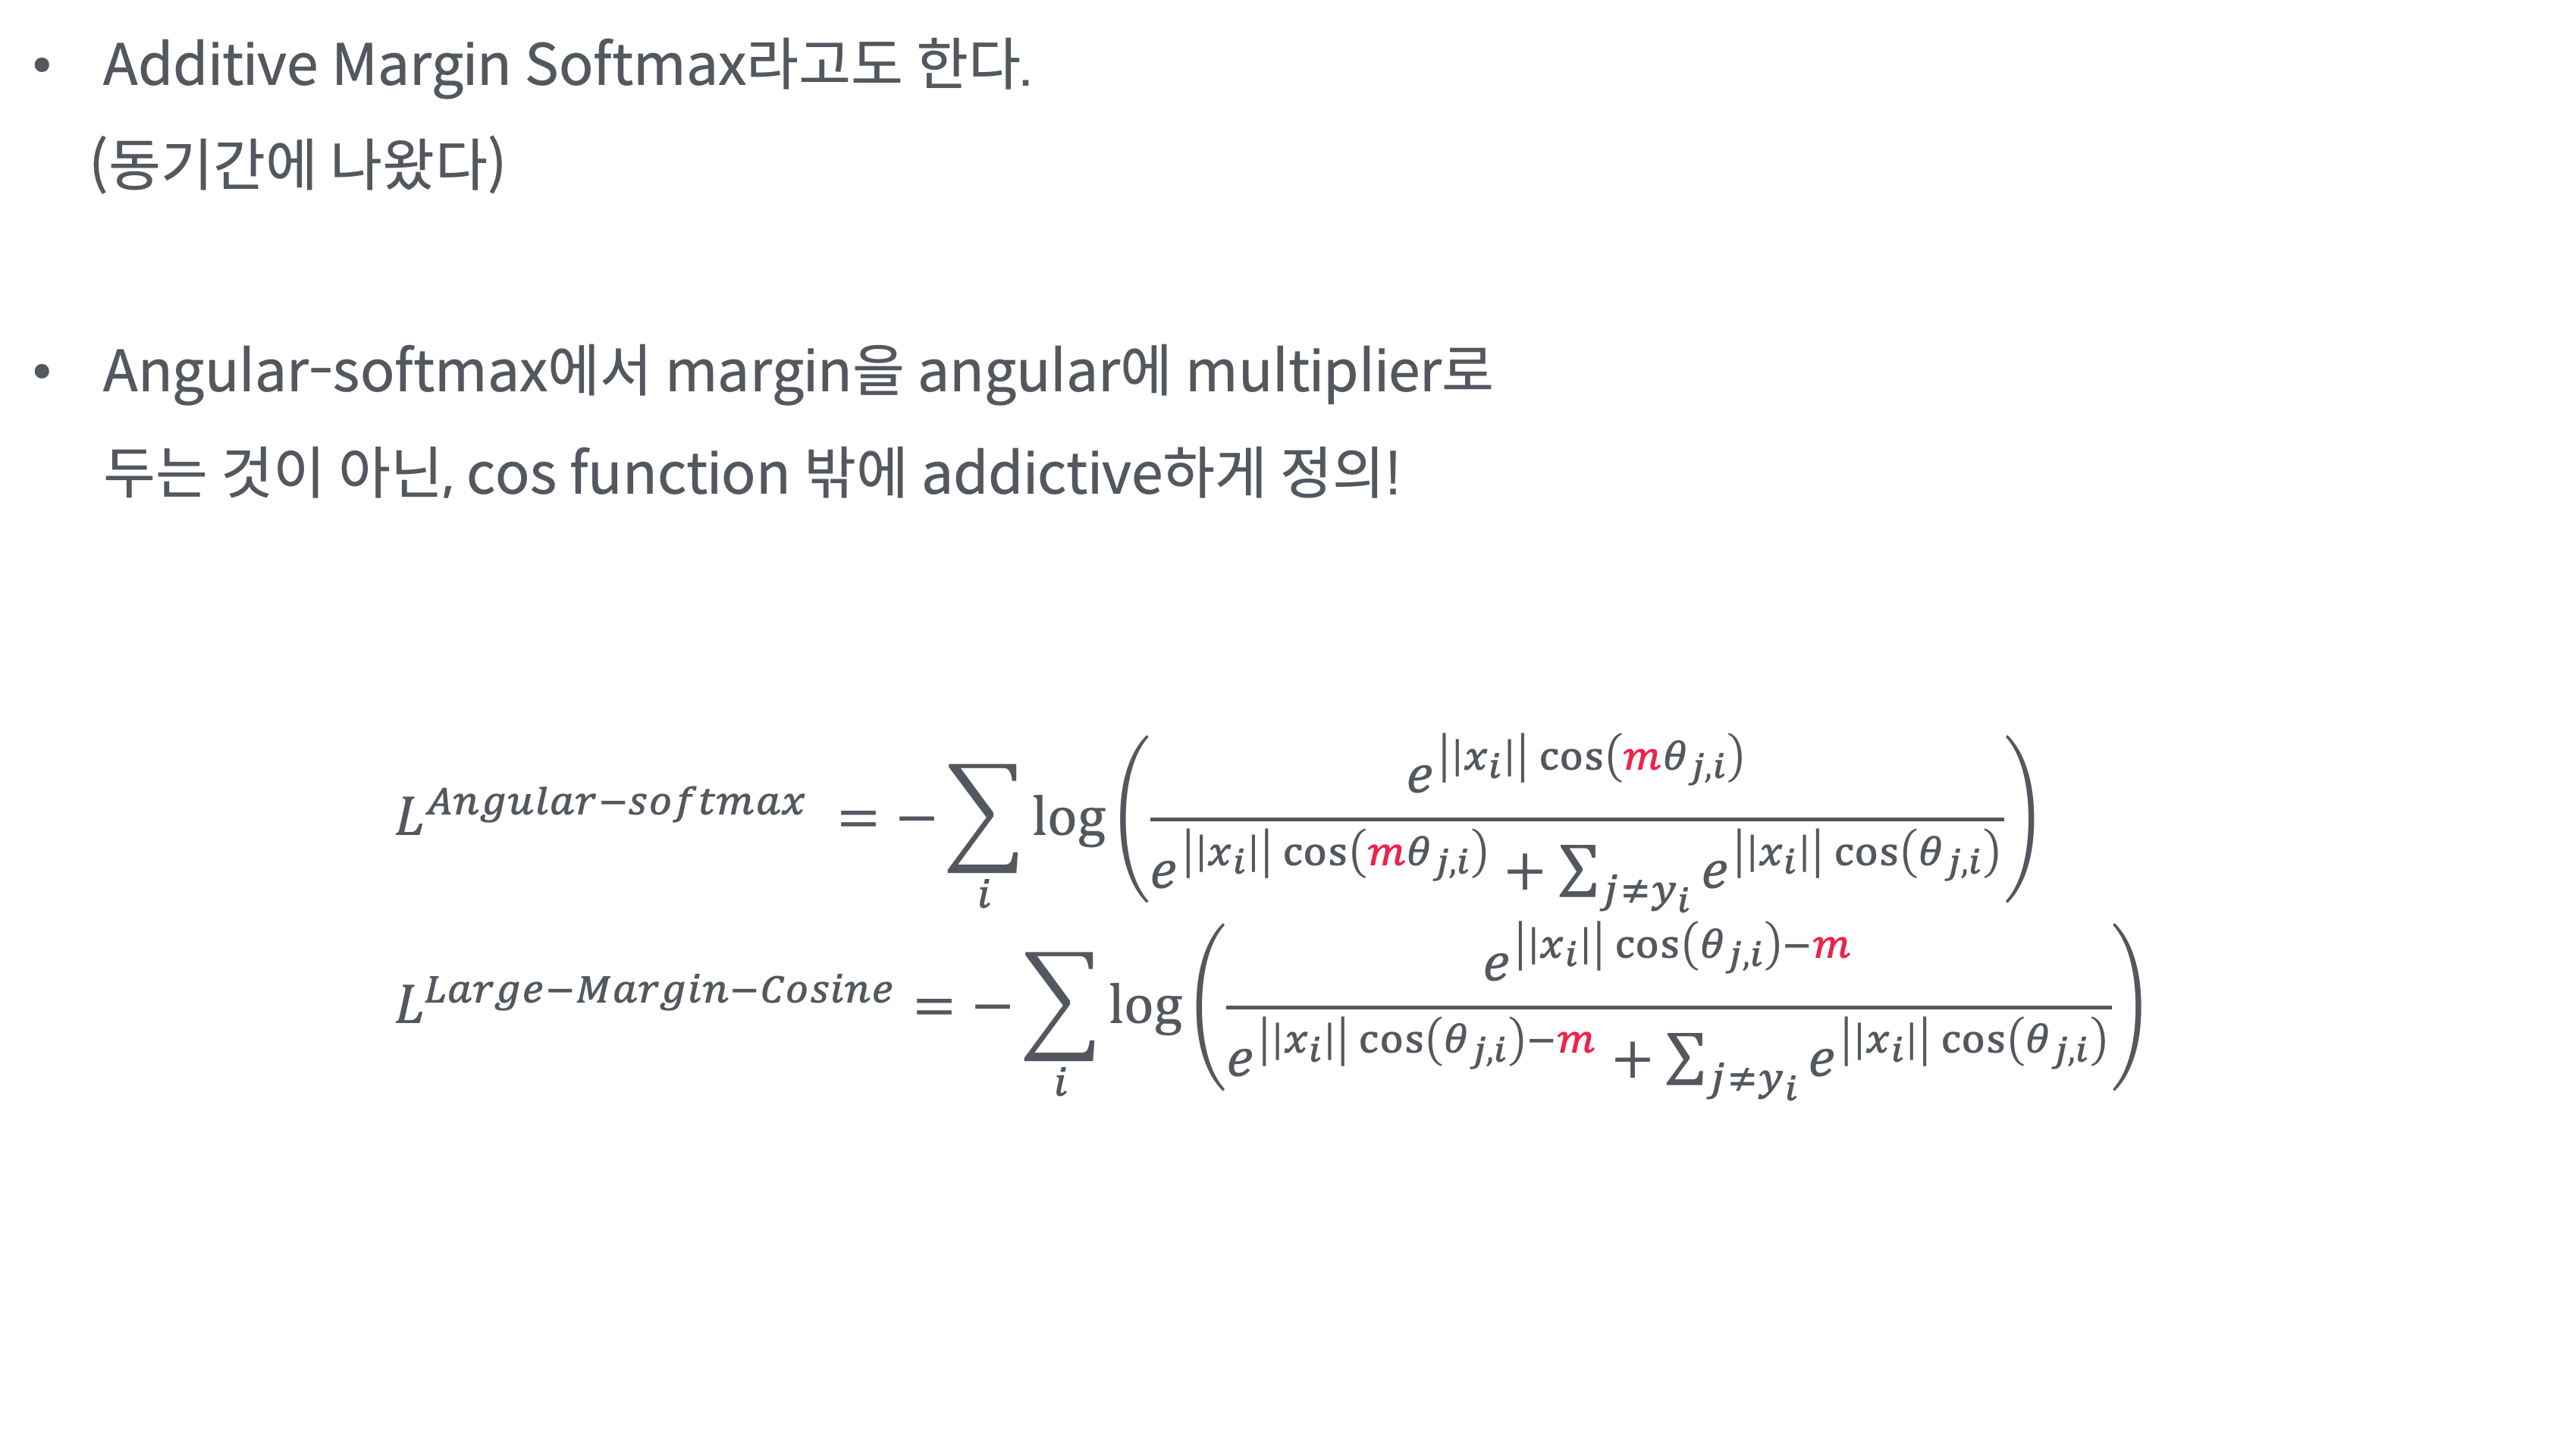 • Additive Margin Softmax라고도 한다.
(동기간에 나왔다)
• Angular-softmax에서 margin을 angular에 multiplier로
두는 것이 아닌, cos function 밖에 addictive하게 정의!
$L^{Angular-softmax} = -\sum_{i} \log\left(\frac{e^{||x_i|| \cos(m\theta_{j,i})}}{e^{||x_i|| \cos(m\theta_{j,i})} + \sum_{j \neq y_i} e^{||x_i|| \cos(\theta_{j,i})}}\right)$
$L^{Large-Margin-Cosine} = -\sum_{i} \log\left(\frac{e^{||x_i|| \cos(\theta_{j,i}) - m}}{e^{||x_i|| \cos(\theta_{j,i}) - m} + \sum_{j \neq y_i} e^{||x_i|| \cos(\theta_{j,i})}}\right)$